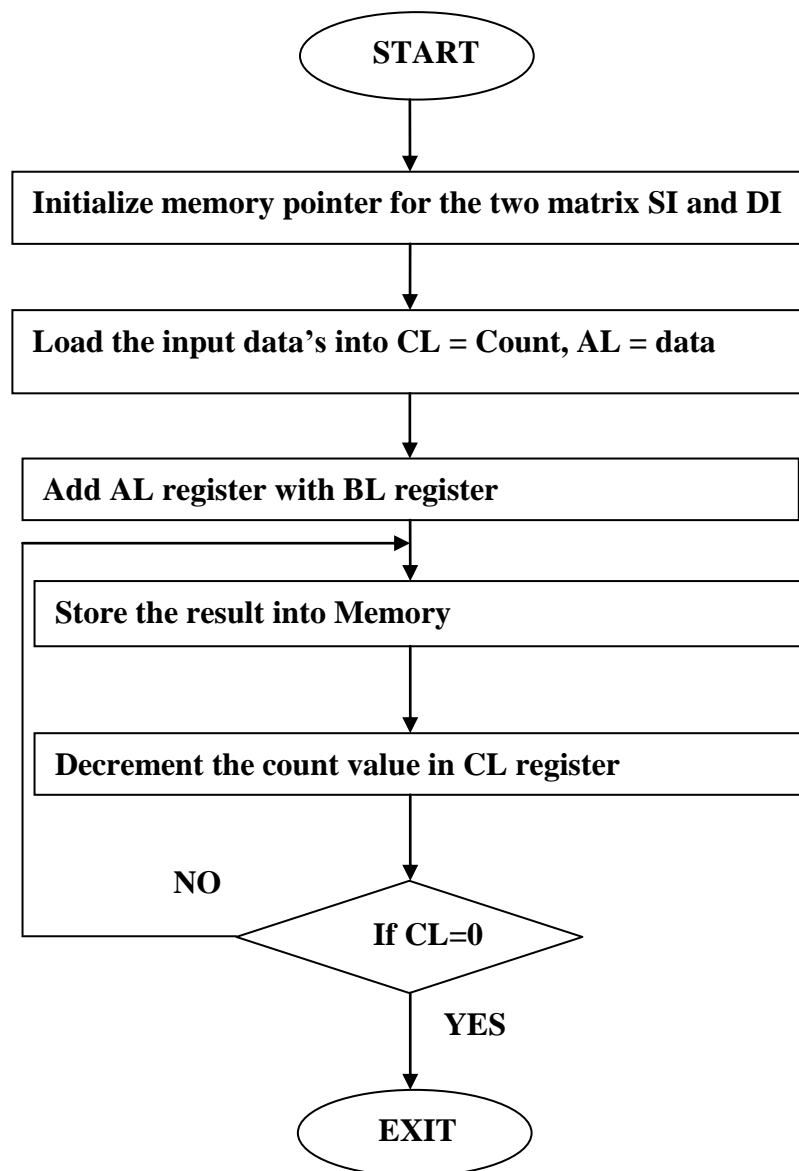 START
Initialize memory pointer for the two matrix SI and DI
Load the input data’s into CL = Count, AL = data
Add AL register with BL register
Store the result into Memory
Decrement the count value in CL register
NO
If CL=0
YES
EXIT